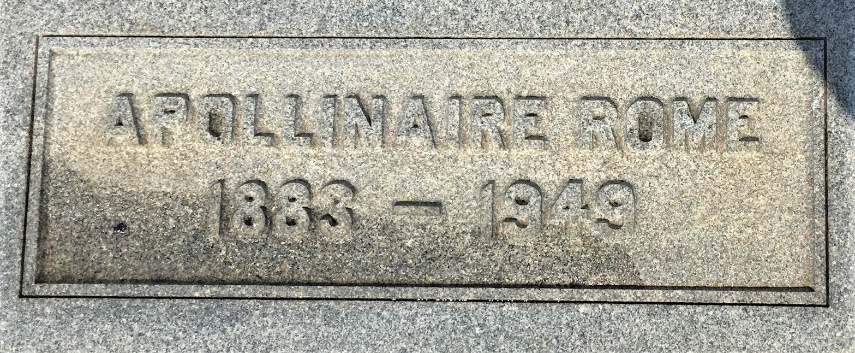 APOLLINAIRE ROME
1883 — 1949